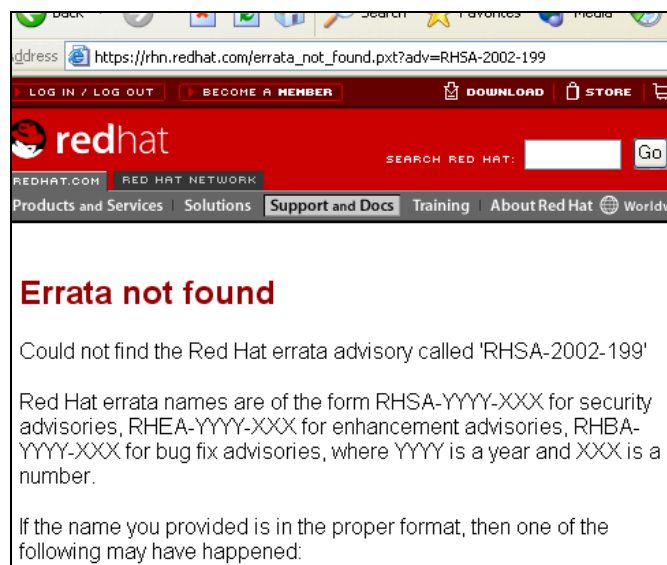 Back Search Favorites Media
Address https://rhn.redhat.com/errata_not_found.pxt?adv=RHSA-2002-199
LOG IN / LOG OUT BECOME A MEMBER DOWNLOAD STORE
redhat
SEARCH RED HAT: Go
REDHAT.COM RED HAT NETWORK
Products and Services Solutions Support and Docs Training About Red Hat Worldw
Errata not found
Could not find the Red Hat errata advisory called 'RHSA-2002-199'
Red Hat errata names are of the form RHSA-YYYY-XXX for security
advisories, RHEA-YYYY-XXX for enhancement advisories, RHBA-
YYYY-XXX for bug fix advisories, where YYYY is a year and XXX is a
number.
If the name you provided is in the proper format, then one of the
following may have happened: